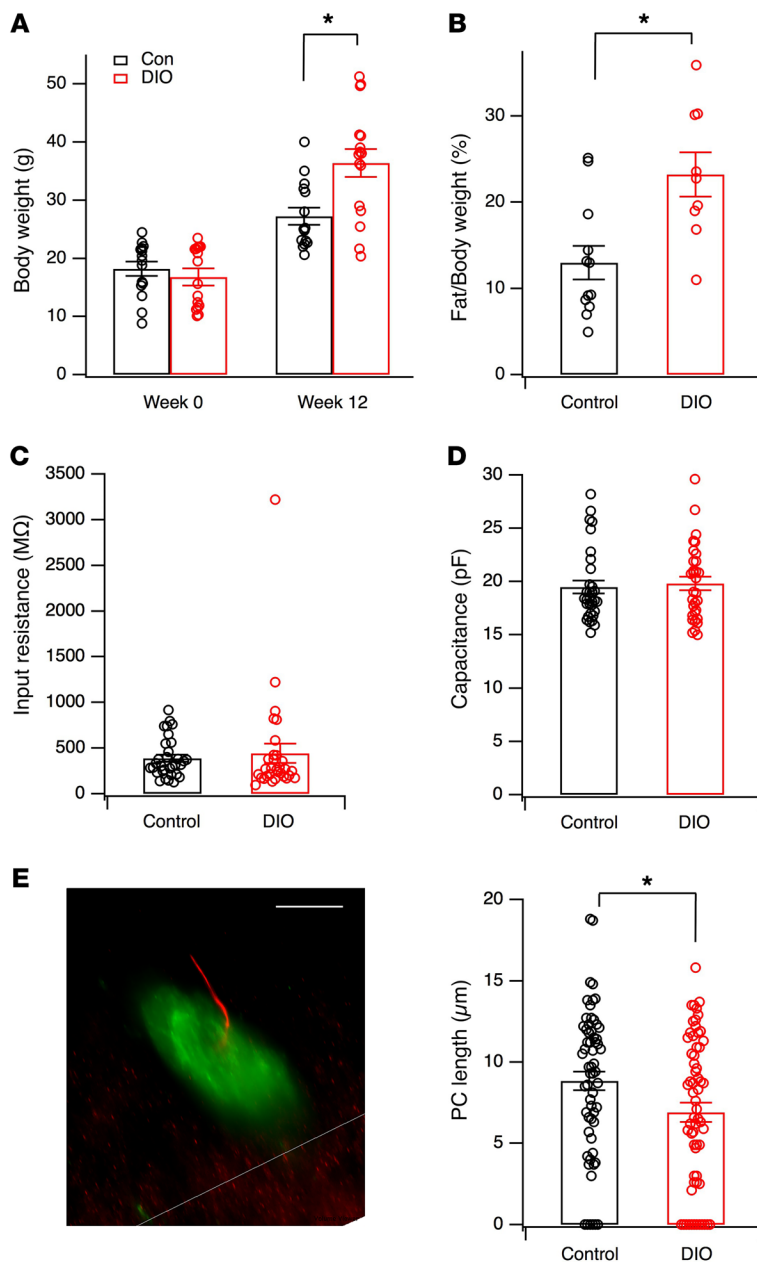 A
*
Con
DIO
Body weight (g)
50
40
30
20
10
0
Week 0
Week 12
B
*
Fat/Body weight (%)
30
20
10
0
Control
DIO
C
Input resistance (MΩ)
3500
3000
2500
2000
1500
1000
500
0
Control
DIO
D
Capacitance (pF)
30
25
20
15
10
5
0
Control
DIO
E
*
PC length (µm)
20
15
10
5
0
Control
DIO